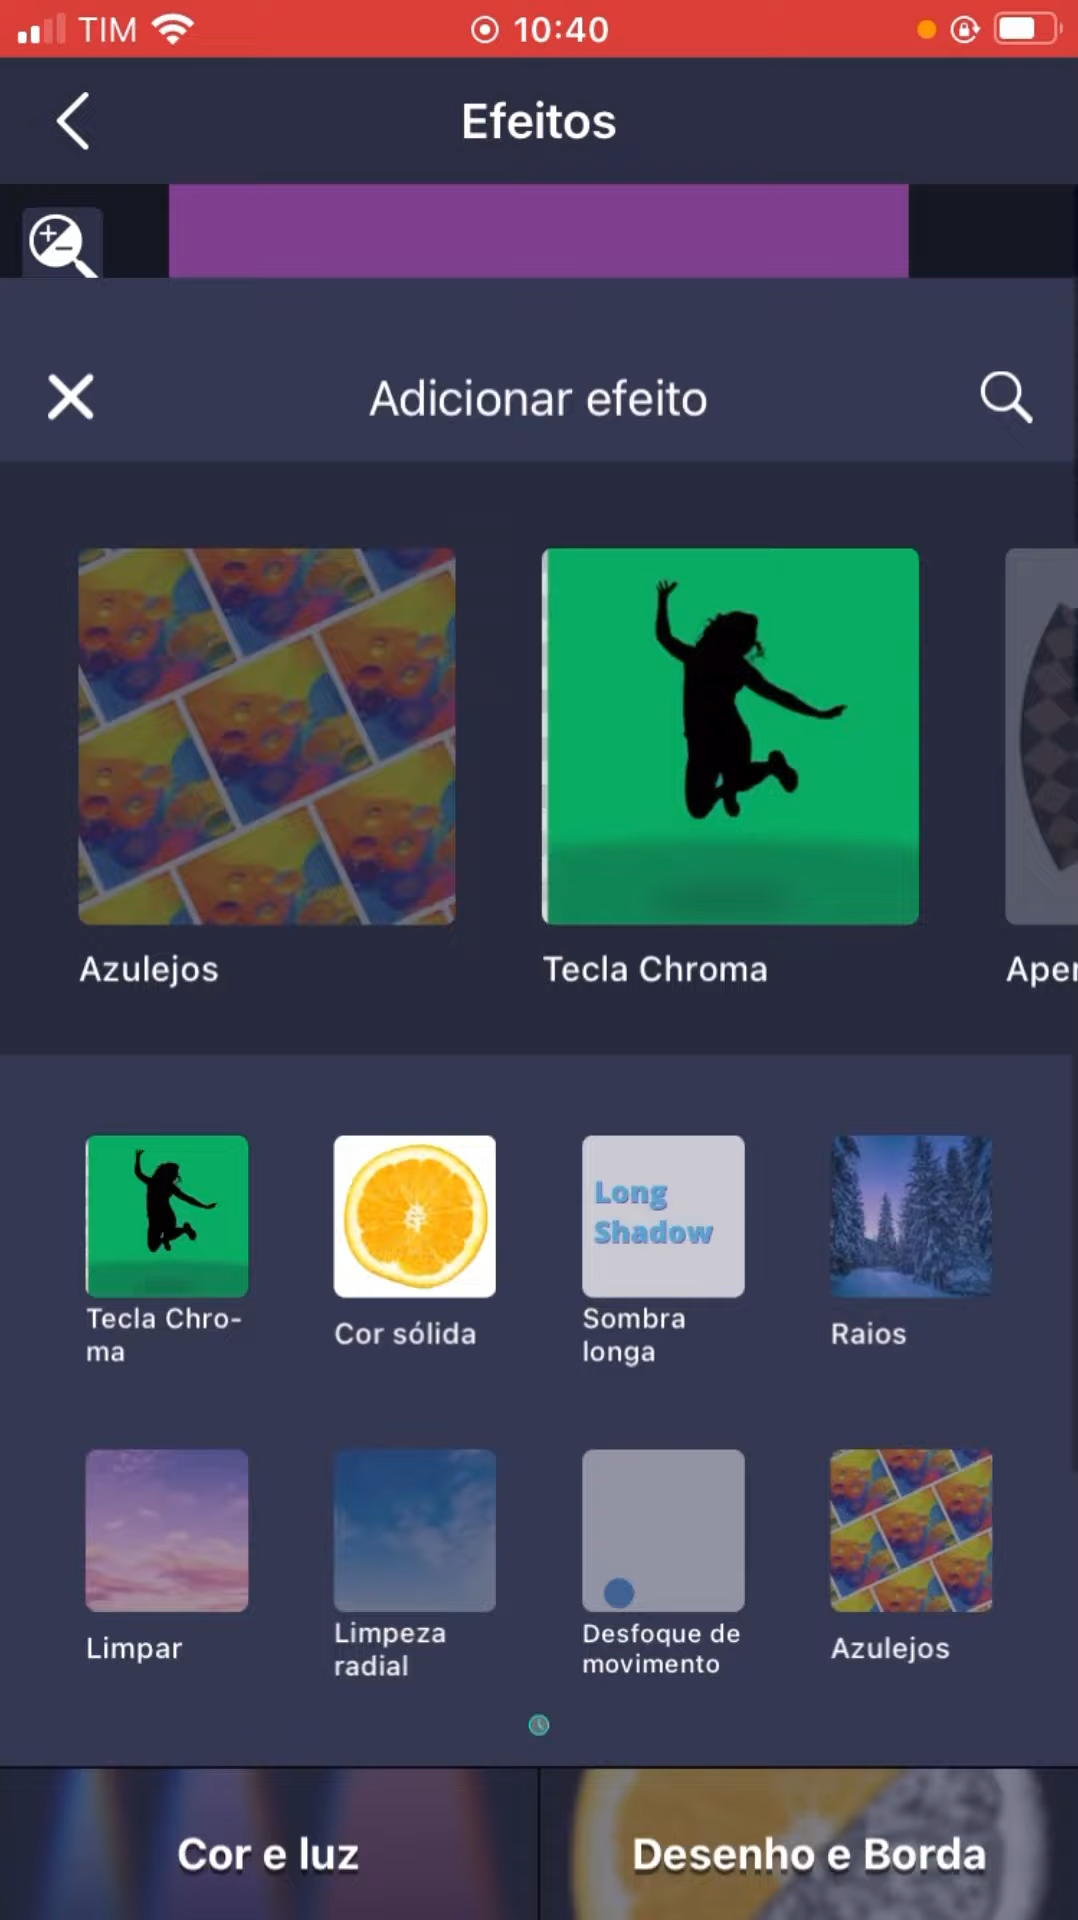 TIM 10:40
Efeitos
Adicionar efeito
Azulejos
Tecla Chroma
Aper
Tecla Chro-
ma
Cor sólida
Long
Shadow
Sombra
longa
Raios
Limpar
Limpeza
radial
Desfoque de
movimento
Azulejos
Cor e luz
Desenho e Borda